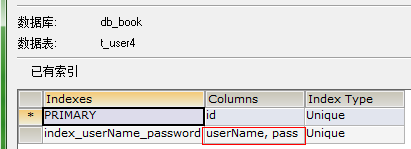 数据库: db_book
数据表: t_user4
已有索引
Indexes Columns Index Type
* PRIMARY id Unique
index_userName_password userName, pass Unique